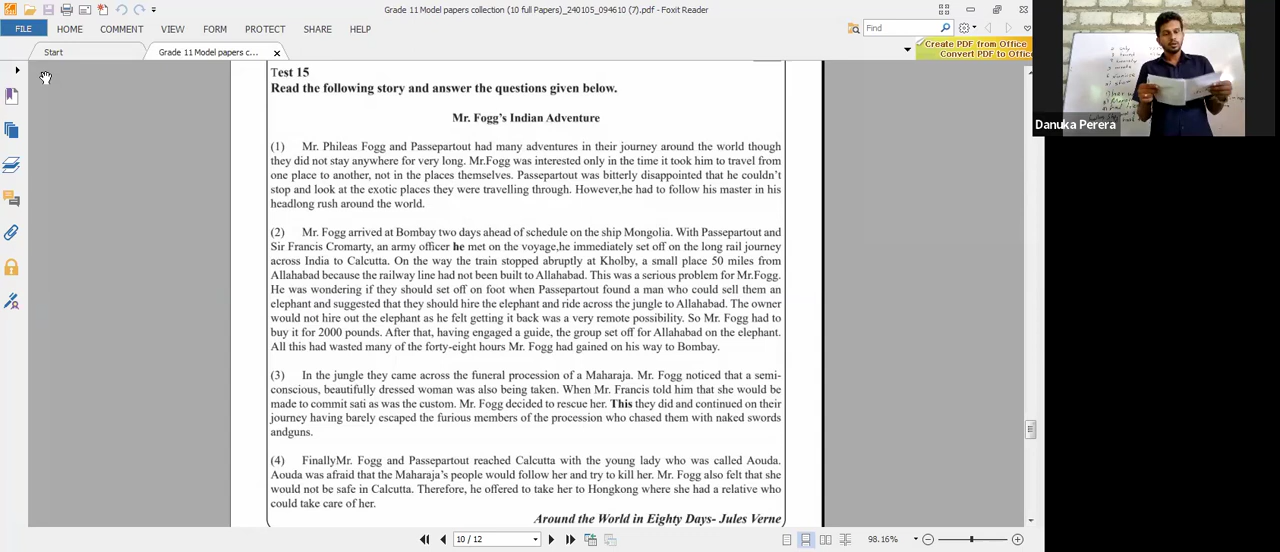 Grade 11 Model papers collection (10 full Papers)_240105_094610 (7).pdf - Foxit Reader
FILE HOME COMMENT VIEW FORM PROTECT SHARE HELP
Find
Start
Grade 11 Model papers c...
Create PDF from Office
Convert PDF to Offic
Test 15
Read the following story and answer the questions given below.
Mr. Fogg's Indian Adventure
(1) Mr. Phileas Fogg and Passepartout had many adventures in their journey around the world though
they did not stay anywhere for very long. Mr.Fogg was interested only in the time it took him to travel from
one place to another, not in the places themselves. Passepartout was bitterly disappointed that he couldn't
stop and look at the exotic places they were travelling through. However,he had to follow his master in his
headlong rush around the world.
(2) Mr. Fogg arrived at Bombay two days ahead of schedule on the ship Mongolia. With Passepartout and
Sir Francis Cromarty, an army officer he met on the voyage,he immediately set off on the long rail journey
across India to Calcutta. On the way the train stopped abruptly at Kholby, a small place 50 miles from
Allahabad because the railway line had not been built to Allahabad. This was a serious problem for Mr.Fogg.
He was wondering if they should set off on foot when Passepartout found a man who could sell them an
elephant and suggested that they should hire the elephant and ride across the jungle to Allahabad. The owner
would not hire out the elephant as he felt getting it back was a very remote possibility. So Mr. Fogg had to
buy it for 2000 pounds. After that, having engaged a guide, the group set off for Allahabad on the elephant.
All this had wasted many of the forty-eight hours Mr. Fogg had gained on his way to Bombay.
(3) In the jungle they came across the funeral procession of a Maharaja. Mr. Fogg noticed that a semi-
conscious, beautifully dressed woman was also being taken. When Mr. Francis told him that she would be
made to commit sati as was the custom. Mr. Fogg decided to rescue her. This they did and continued on their
journey having barely escaped the furious members of the procession who chased them with naked swords
andguns.
(4) FinallyMr. Fogg and Passepartout reached Calcutta with the young lady who was called Aouda.
Aouda was afraid that the Maharaja's people would follow her and try to kill her. Mr. Fogg also felt that she
would not be safe in Calcutta. Therefore, he offered to take her to Hongkong where she had a relative who
could take care of her.
Around the World in Eighty Days- Jules Verne
10 / 12
98.16%
Danuka Perera